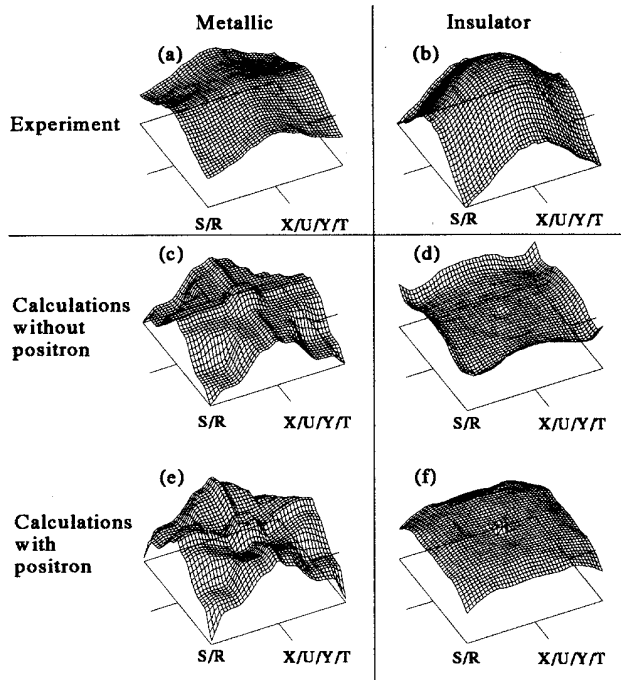 Metallic
Insulator
(a)
(b)
Experiment
S/R
X/U/Y/T
S/R
X/U/Y/T
(c)
(d)
Calculations
without
positron
S/R
X/U/Y/T
S/R
X/U/Y/T
(e)
(f)
Calculations
with
positron
S/R
X/U/Y/T
S/R
X/U/Y/T